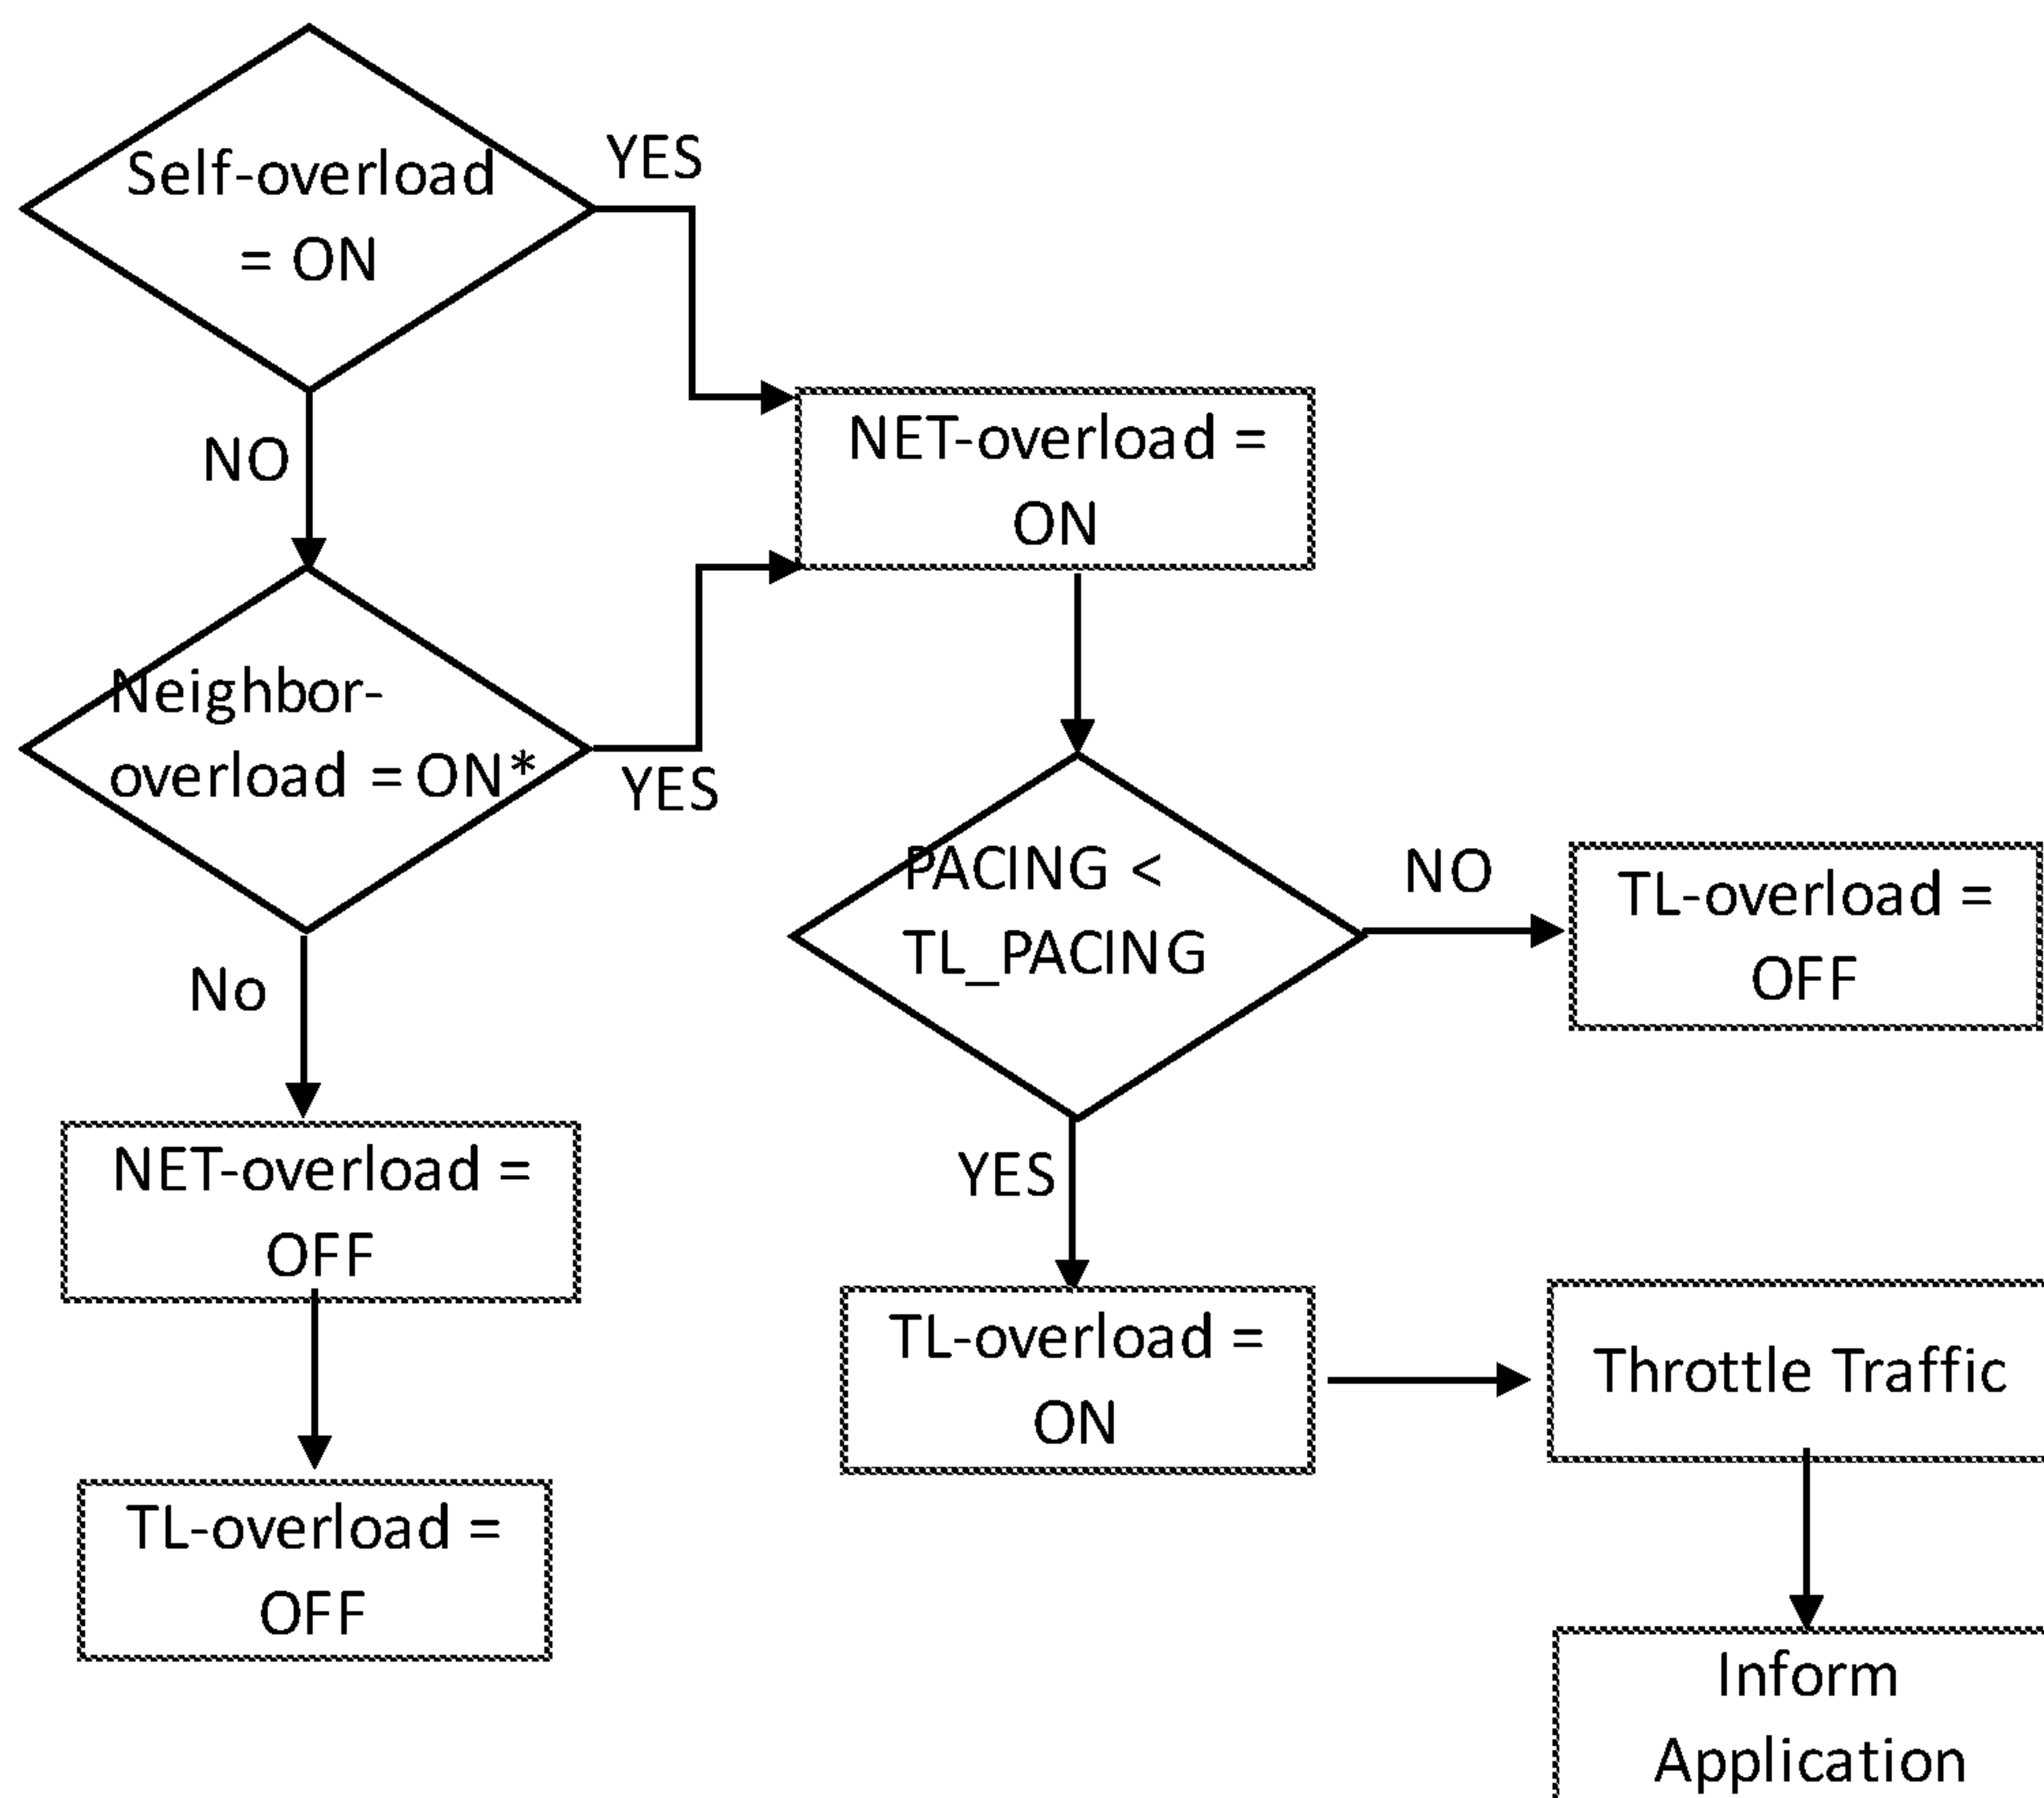 Self-overload
= ON
YES
NO
NET-overload =
ON
Neighbor-
overload = ON*
YES
No
PACING <
TL_PACING
NO
TL-overload =
OFF
YES
NET-overload =
OFF
TL-overload =
ON
Throttle Traffic
TL-overload =
OFF
Inform
Application